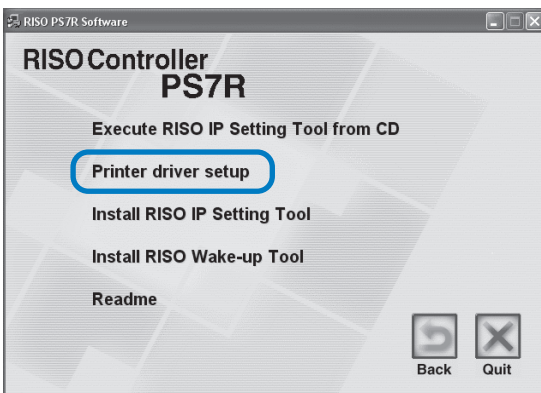 RISO PS7R Software
RISO Controller
PS7R
Execute RISO IP Setting Tool from CD
Printer driver setup
Install RISO IP Setting Tool
Install RISO Wake-up Tool
Readme
Back
Quit